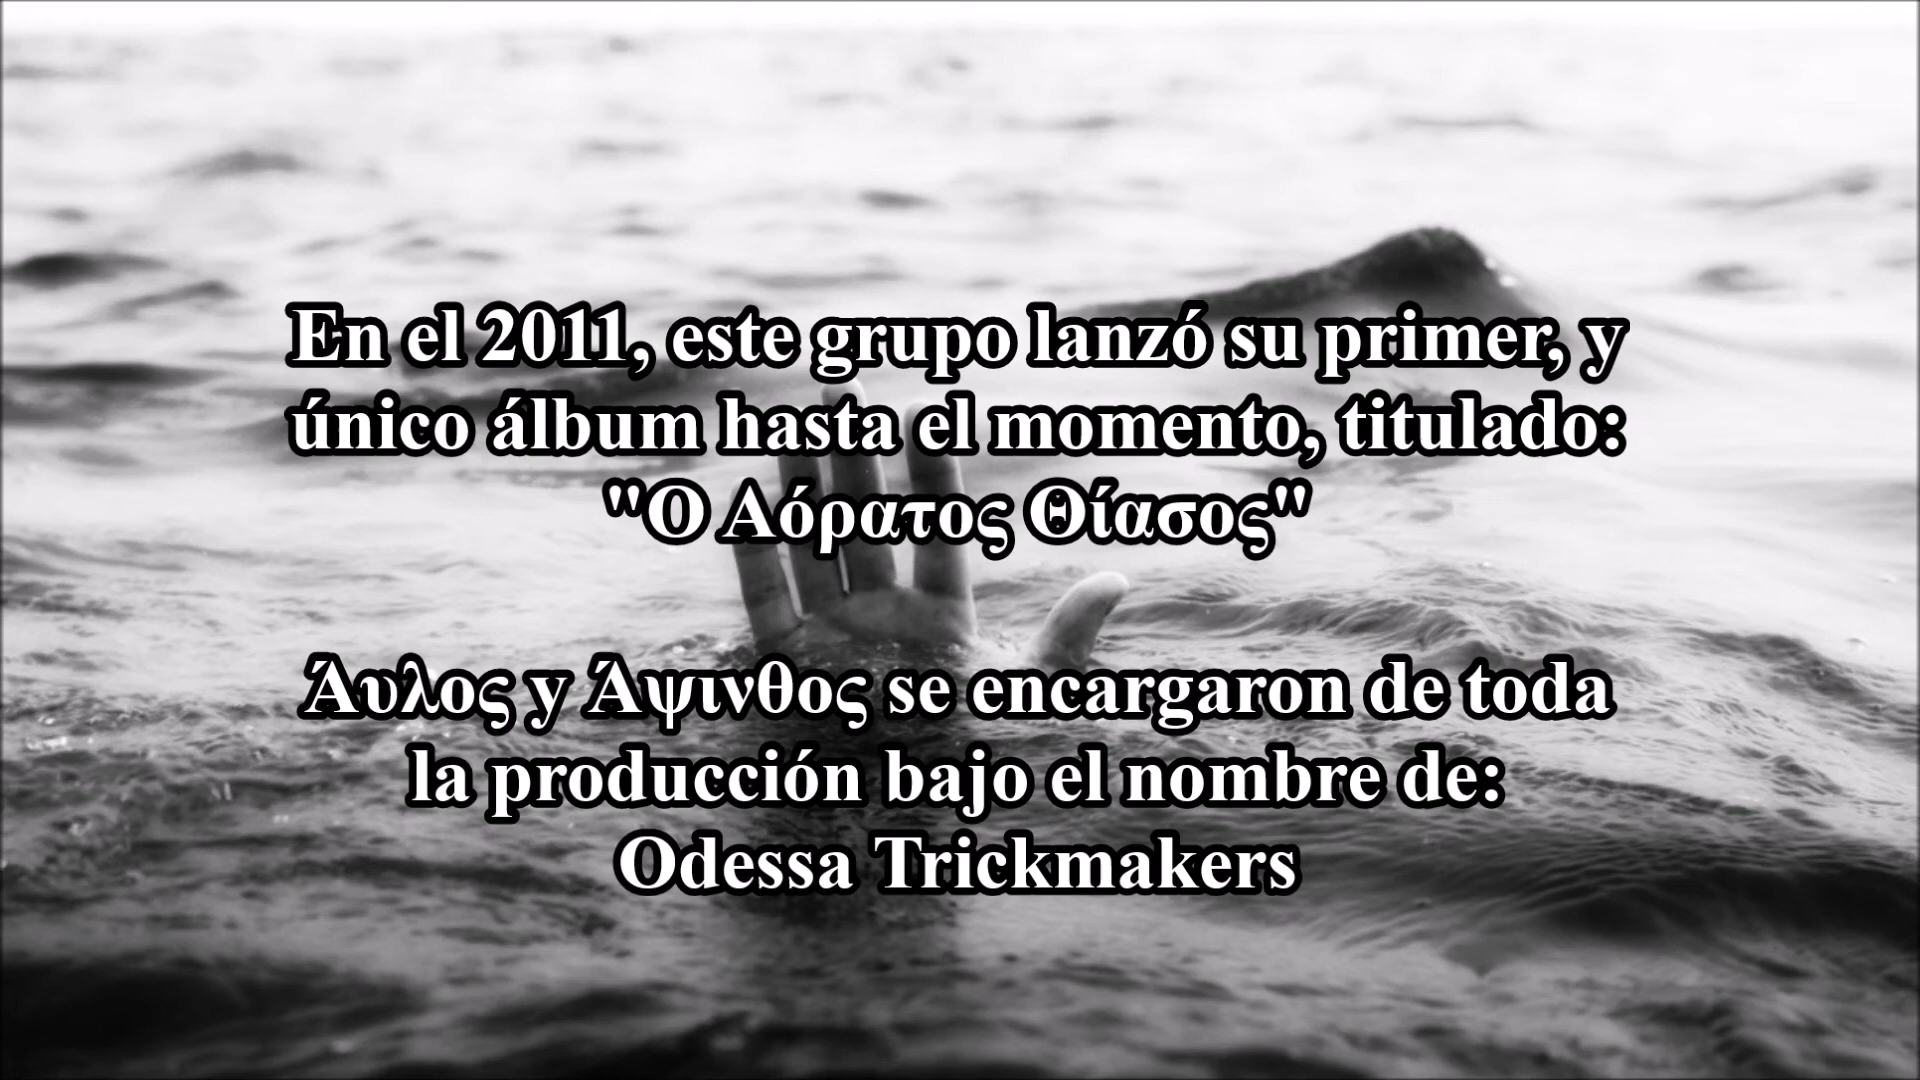 En el 2011, este grupo lanzó su primer, y
único álbum hasta el momento, titulado:
"Ο Αόρατος Θίασος"
Άυλος y Άψινθος se encargaron de toda
la producción bajo el nombre de:
Odessa Trickmakers